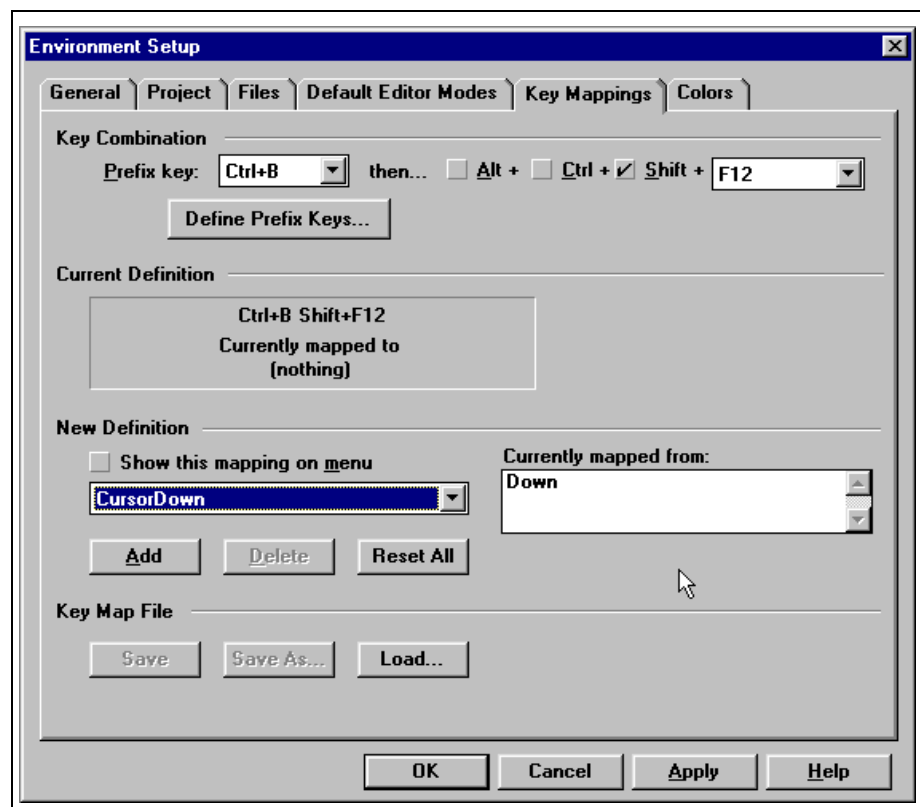 Environment Setup
General Project Files Default Editor Modes Key Mappings Colors
Key Combination
Prefix key: Ctrl+B then... Alt + Ctrl + Shift + F12
Define Prefix Keys...
Current Definition
Ctrl+B Shift+F12
Currently mapped to
(nothing)
New Definition
Show this mapping on menu
CursorDown
Currently mapped from:
Down
Add Delete Reset All
Key Map File
Save Save As... Load...
OK Cancel Apply Help